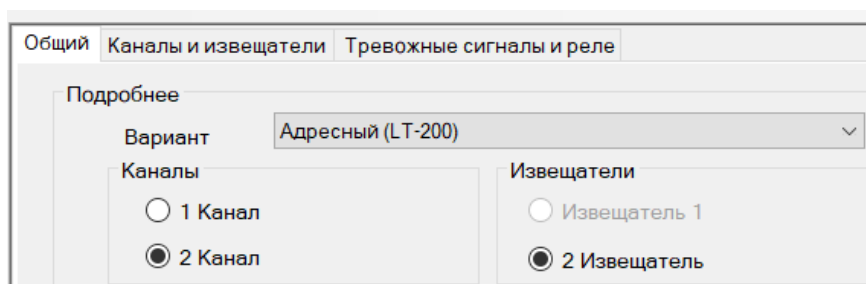 Общий Каналы и извещатели Тревожные сигналы и реле
Подробнее
Вариант Адресный (LT-200)
Каналы Извещатели
1 Канал Извещатель 1
2 Канал 2 Извещатель